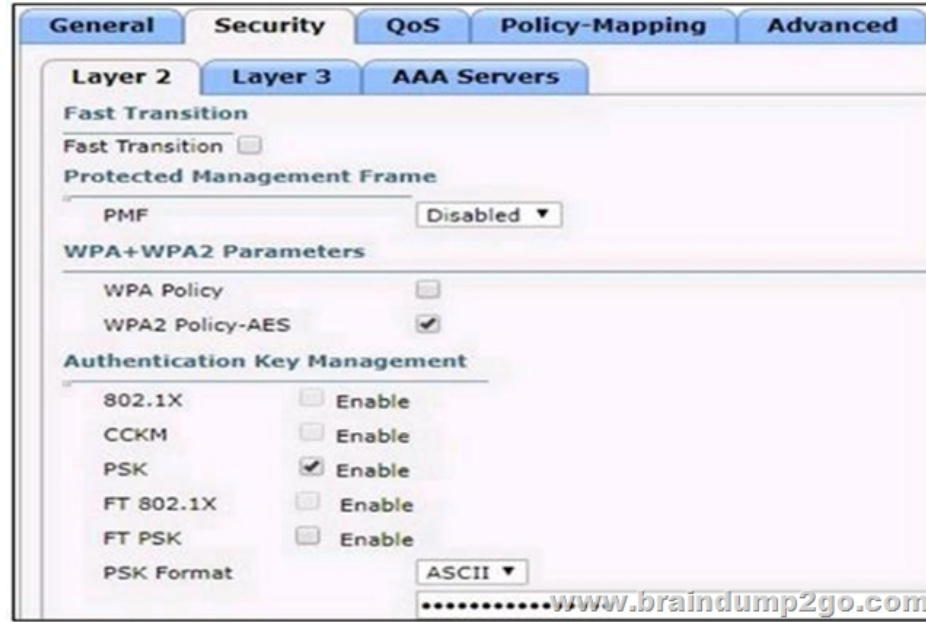 General Security QoS Policy-Mapping Advanced
Layer 2 Layer 3 AAA Servers
Fast Transition
Fast Transition
Protected Management Frame
PMF Disabled
WPA+WPA2 Parameters
WPA Policy
WPA2 Policy-AES
Authentication Key Management
802.1X Enable
CCKM Enable
PSK Enable
FT 802.1X Enable
FT PSK Enable
PSK Format ASCII
www.braindump2go.com